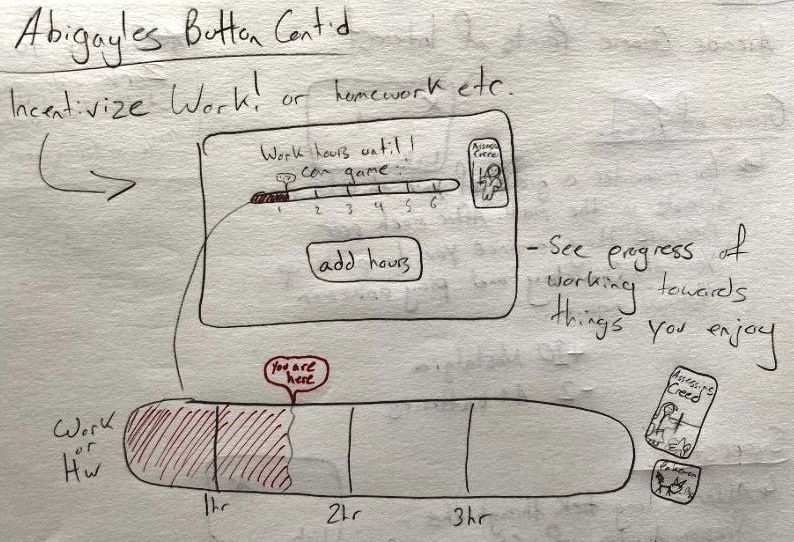 Abigayles Button Cont'd
Incentivize Work! or homework etc.
Work hours until I
can game:
Assassins
Creed
1 2 3 4 5 6
add hours
- See progress of
working towards
things you enjoy
You are
here
Work
or
Hw
1hr 2hr 3hr
Assassins
Creed
Pokemon